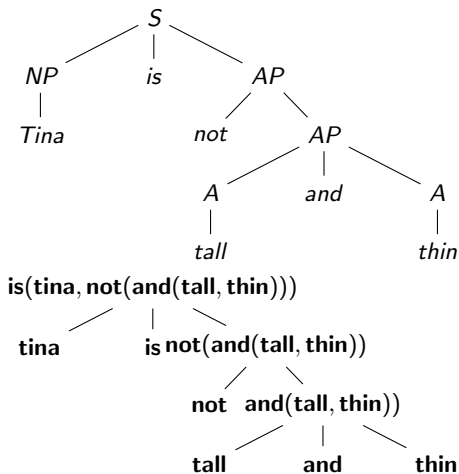 S
NP is AP
Tina not AP
A and A
tall thin
is(tina, not(and(tall, thin)))
tina is not(and(tall, thin))
not and(tall, thin))
tall and thin